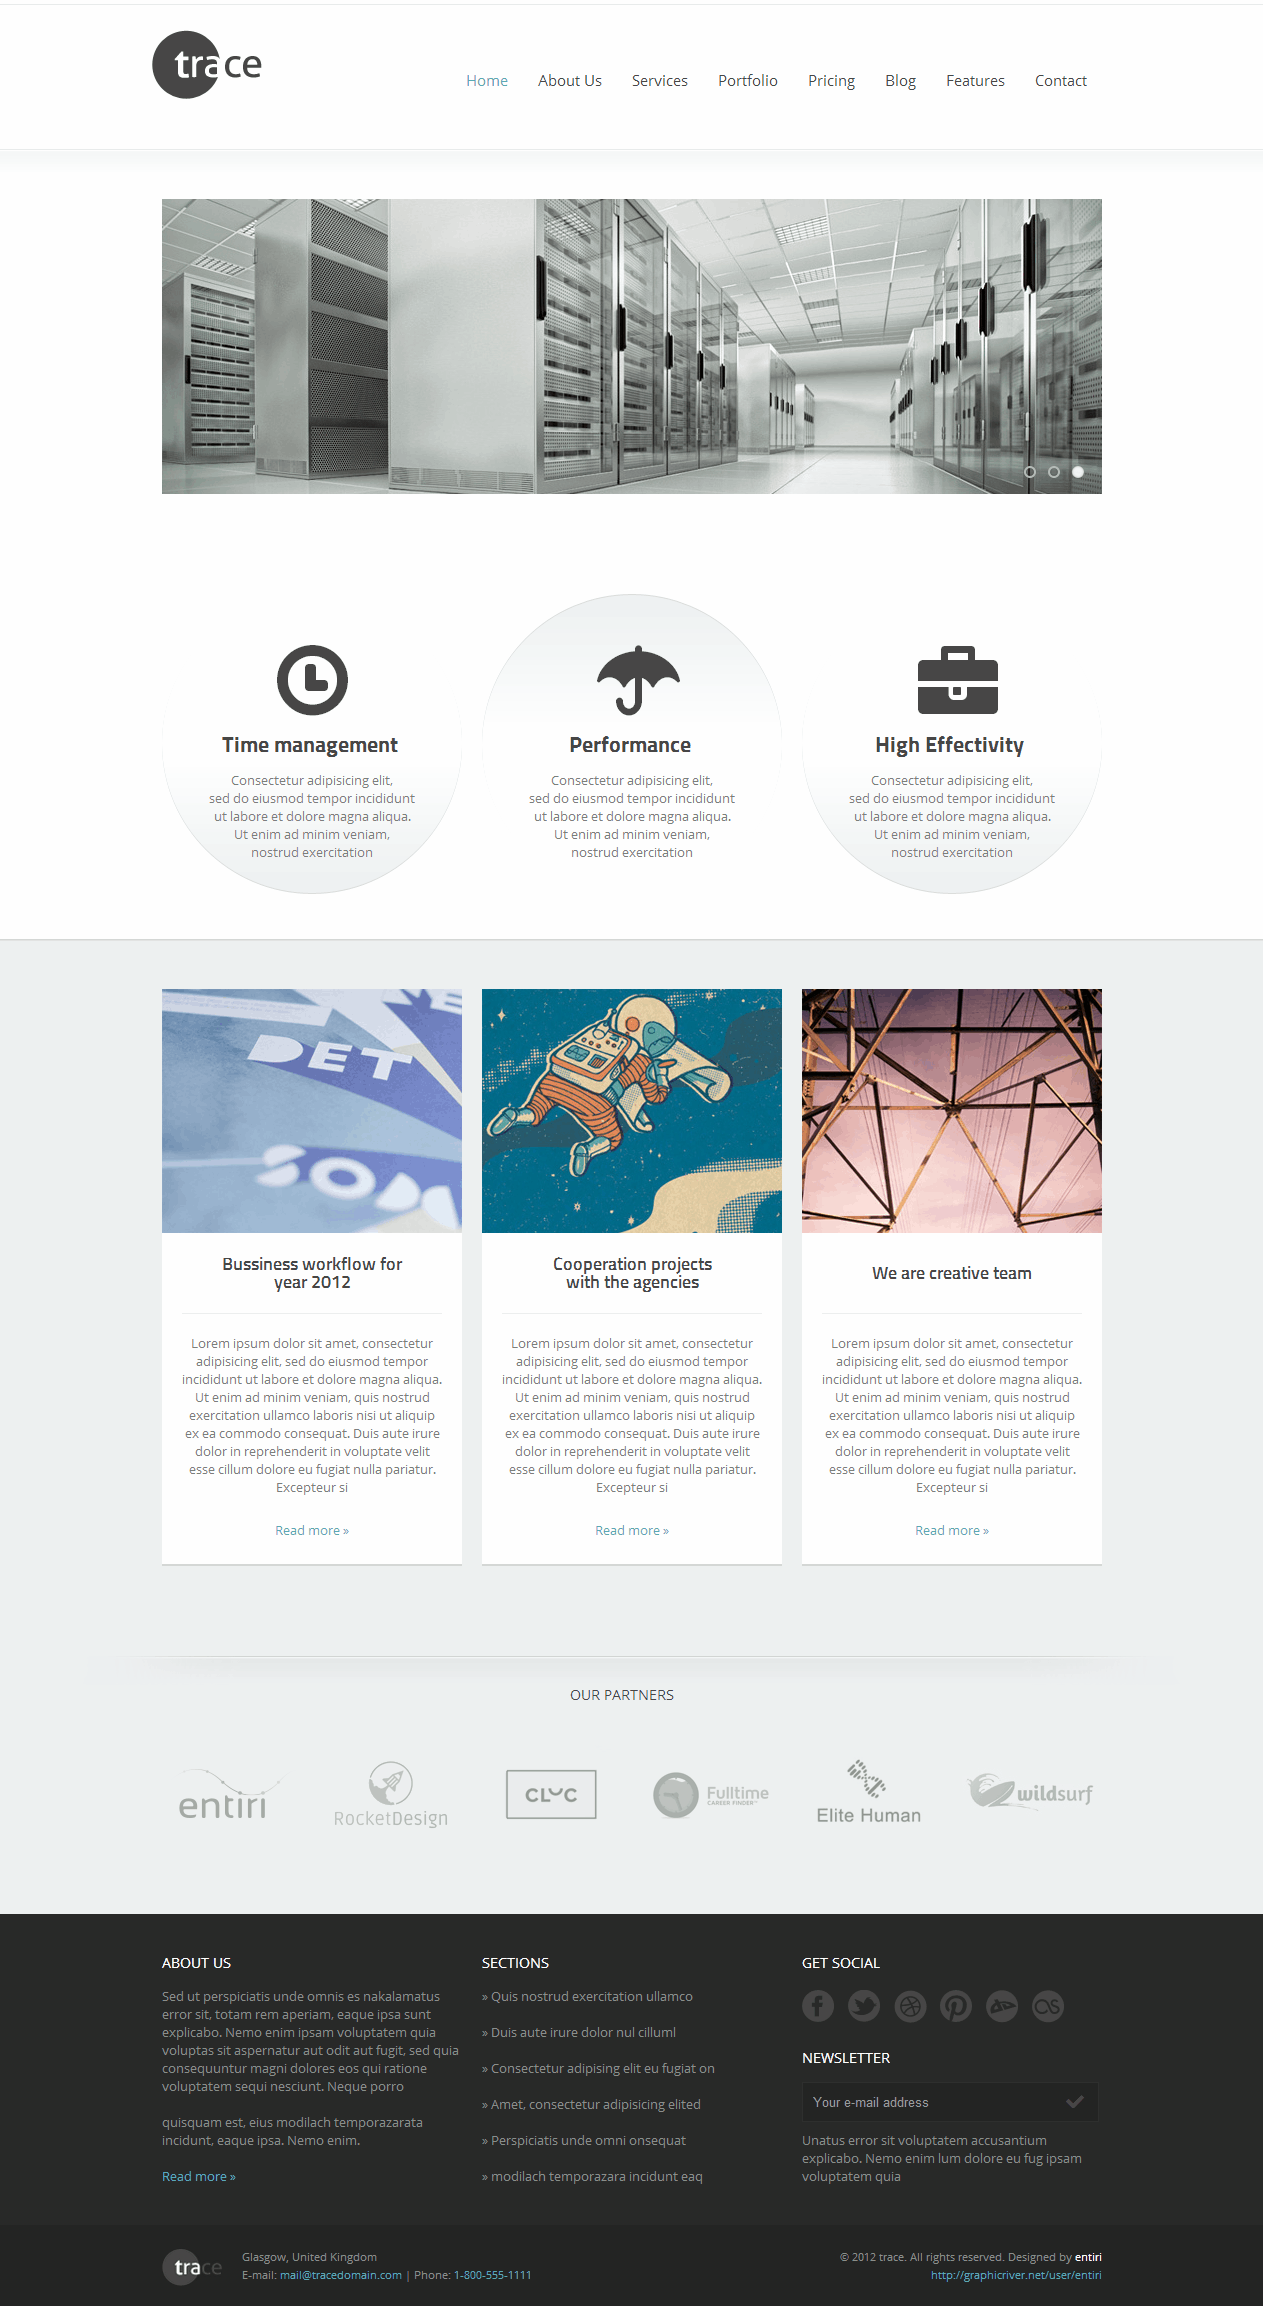 trace
Home About Us Services Portfolio Pricing Blog Features Contact
Time management
Consectetur adipisicing elit,
sed do eiusmod tempor incididunt
ut labore et dolore magna aliqua.
Ut enim ad minim veniam,
nostrud exercitation
Performance
Consectetur adipisicing elit,
sed do eiusmod tempor incididunt
ut labore et dolore magna aliqua.
Ut enim ad minim veniam,
nostrud exercitation
High Effectivity
Consectetur adipisicing elit,
sed do eiusmod tempor incididunt
ut labore et dolore magna aliqua.
Ut enim ad minim veniam,
nostrud exercitation
DET
Bussiness workflow for
year 2012
Lorem ipsum dolor sit amet, consectetur
adipisicing elit, sed do eiusmod tempor
incididunt ut labore et dolore magna aliqua.
Ut enim ad minim veniam, quis nostrud
exercitation ullamco laboris nisi ut aliquip
ex ea commodo consequat. Duis aute irure
dolor in reprehenderit in voluptate velit
esse cillum dolore eu fugiat nulla pariatur.
Excepteur si
Read more »
Cooperation projects
with the agencies
Lorem ipsum dolor sit amet, consectetur
adipisicing elit, sed do eiusmod tempor
incididunt ut labore et dolore magna aliqua.
Ut enim ad minim veniam, quis nostrud
exercitation ullamco laboris nisi ut aliquip
ex ea commodo consequat. Duis aute irure
dolor in reprehenderit in voluptate velit
esse cillum dolore eu fugiat nulla pariatur.
Excepteur si
Read more »
We are creative team
Lorem ipsum dolor sit amet, consectetur
adipisicing elit, sed do eiusmod tempor
incididunt ut labore et dolore magna aliqua.
Ut enim ad minim veniam, quis nostrud
exercitation ullamco laboris nisi ut aliquip
ex ea commodo consequat. Duis aute irure
dolor in reprehenderit in voluptate velit
esse cillum dolore eu fugiat nulla pariatur.
Excepteur si
Read more »
OUR PARTNERS
entiri
RocketDesign
CLUC
Fulltime
CAREER FINDER™
Elite Human
wildsurf
ABOUT US
Sed ut perspiciatis unde omnis es nakalamatus
error sit, totam rem aperiam, eaque ipsa sunt
explicabo. Nemo enim ipsam voluptatem quia
voluptas sit aspernatur aut odit aut fugit, sed quia
consequuntur magni dolores eos qui ratione
voluptatem sequi nesciunt. Neque porro
quisquam est, eius modilach temporazarata
incidunt, eaque ipsa. Nemo enim.
Read more »
SECTIONS
» Quis nostrud exercitation ullamco
» Duis aute irure dolor nul cilluml
» Consectetur adipising elit eu fugiat on
» Amet, consectetur adipisicing elited
» Perspiciatis unde omni onsequat
» modilach temporazara incidunt eaq
GET SOCIAL
NEWSLETTER
Your e-mail address
Unatus error sit voluptatem accusantium
explicabo. Nemo enim lum dolore eu fug ipsam
voluptatem quia
trace
Glasgow, United Kingdom
E-mail: mail@tracedomain.com | Phone: 1-800-555-1111
© 2012 trace. All rights reserved. Designed by entiri
http://graphicriver.net/user/entiri